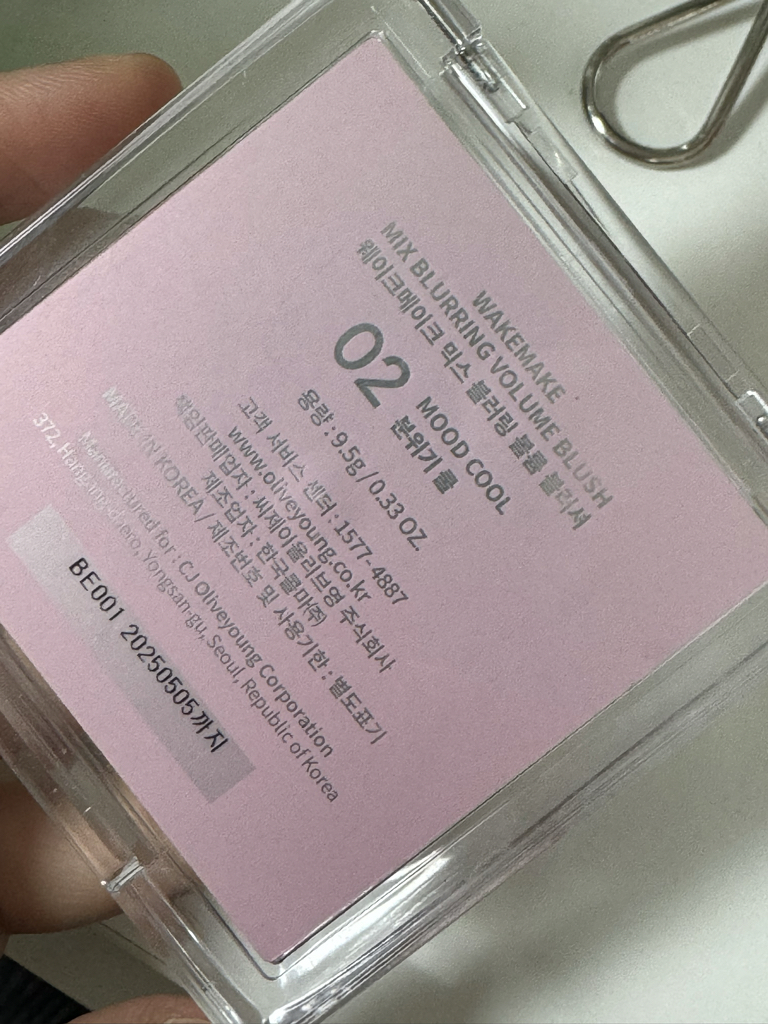 WAKEMAKE
MIX BLURRING VOLUME BLUSH
웨이크메이크 믹스 블러링 볼륨 블러셔
02 MOOD COOL
분위기 쿨
용량 : 9.5g / 0.33 OZ.
고객 서비스 센터 : 1577-4887
www.oliveyoung.co.kr
책임판매업자 : 씨제이올리브영 주식회사
제조업자 : 한국콜마㈜
MADE IN KOREA / 제조번호 및 사용기한 : 별도표기
Manufactured for : CJ Oliveyoung Corporation
372, Hangang-daero, Yongsan-gu, Seoul, Republic of Korea
BE001 20250505까지